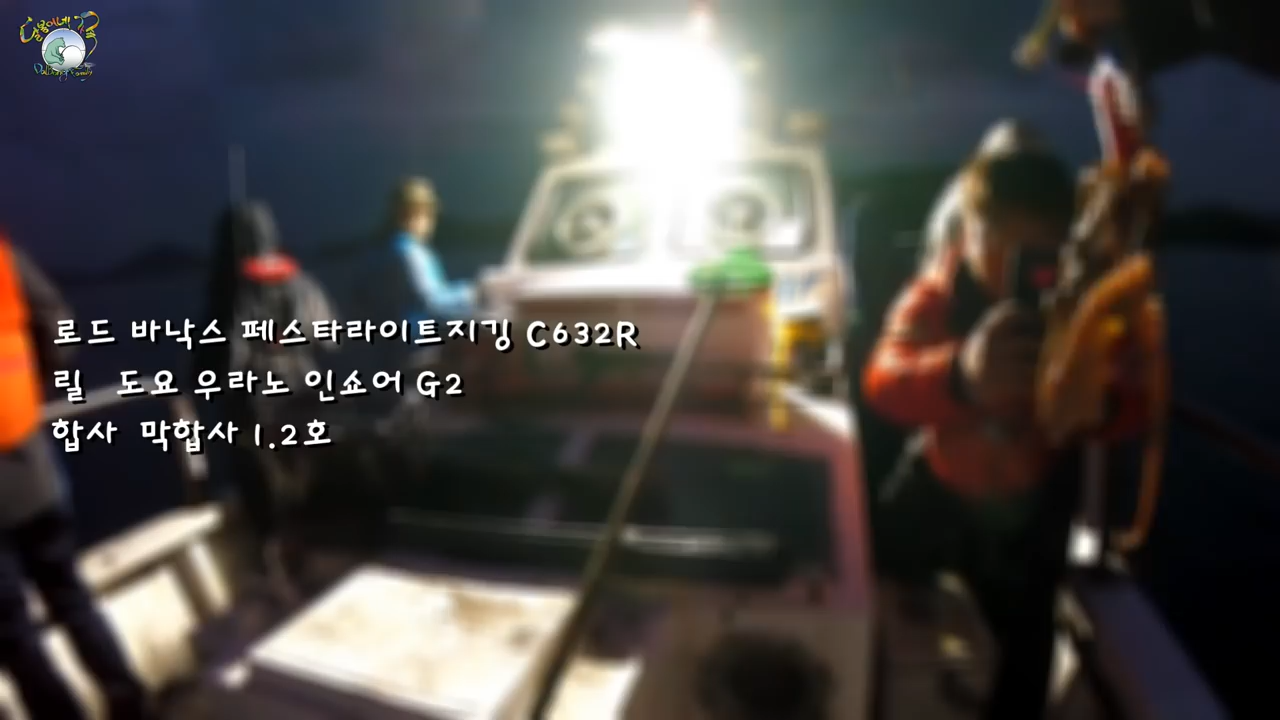 로드 바낙스 페스타라이트지깅 C632R
릴 도요 우라노 인쇼어 G2
합사 막합사 1.2호